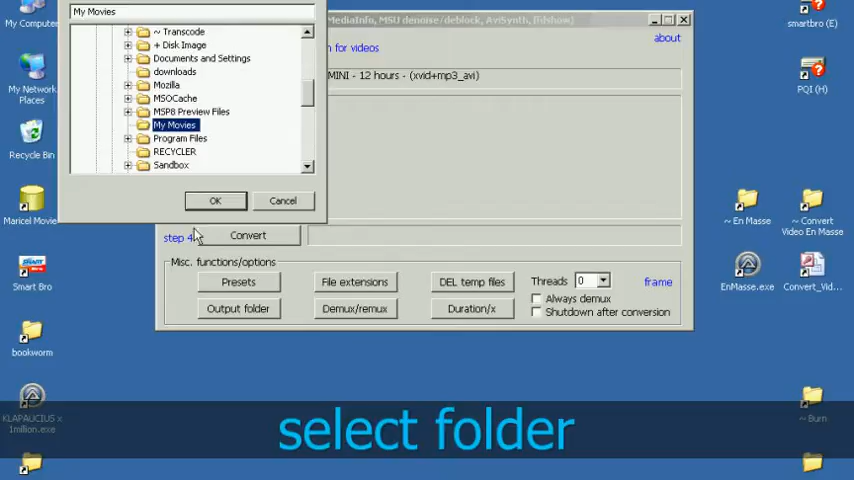 My Computer
My Network
Places
Recycle Bin
Maricel Movie
Smart Bro
bookworm
KLAPAUCIUS x
1million.exe
My Movies
~ Transcode
+ Disk Image
Documents and Settings
downloads
Mozilla
MSOCache
MSP8 Preview Files
My Movies
Program Files
RECYCLER
Sandbox
OK
Cancel
MediaInfo, MSU denoise/deblock, AviSynth, ffdshow)
about
n for videos
MINI - 12 hours - (xvid+mp3_avi)
step 4
Convert
Misc. functions/options
Presets
File extensions
DEL temp files
Threads
0
frame
Output folder
Demux/remux
Duration/x
Always demux
Shutdown after conversion
smartbro (E)
PQI (H)
~ En Masse
~ Convert
Video En Masse
EnMasse.exe
Convert_Vid...
~ Burn
select folder